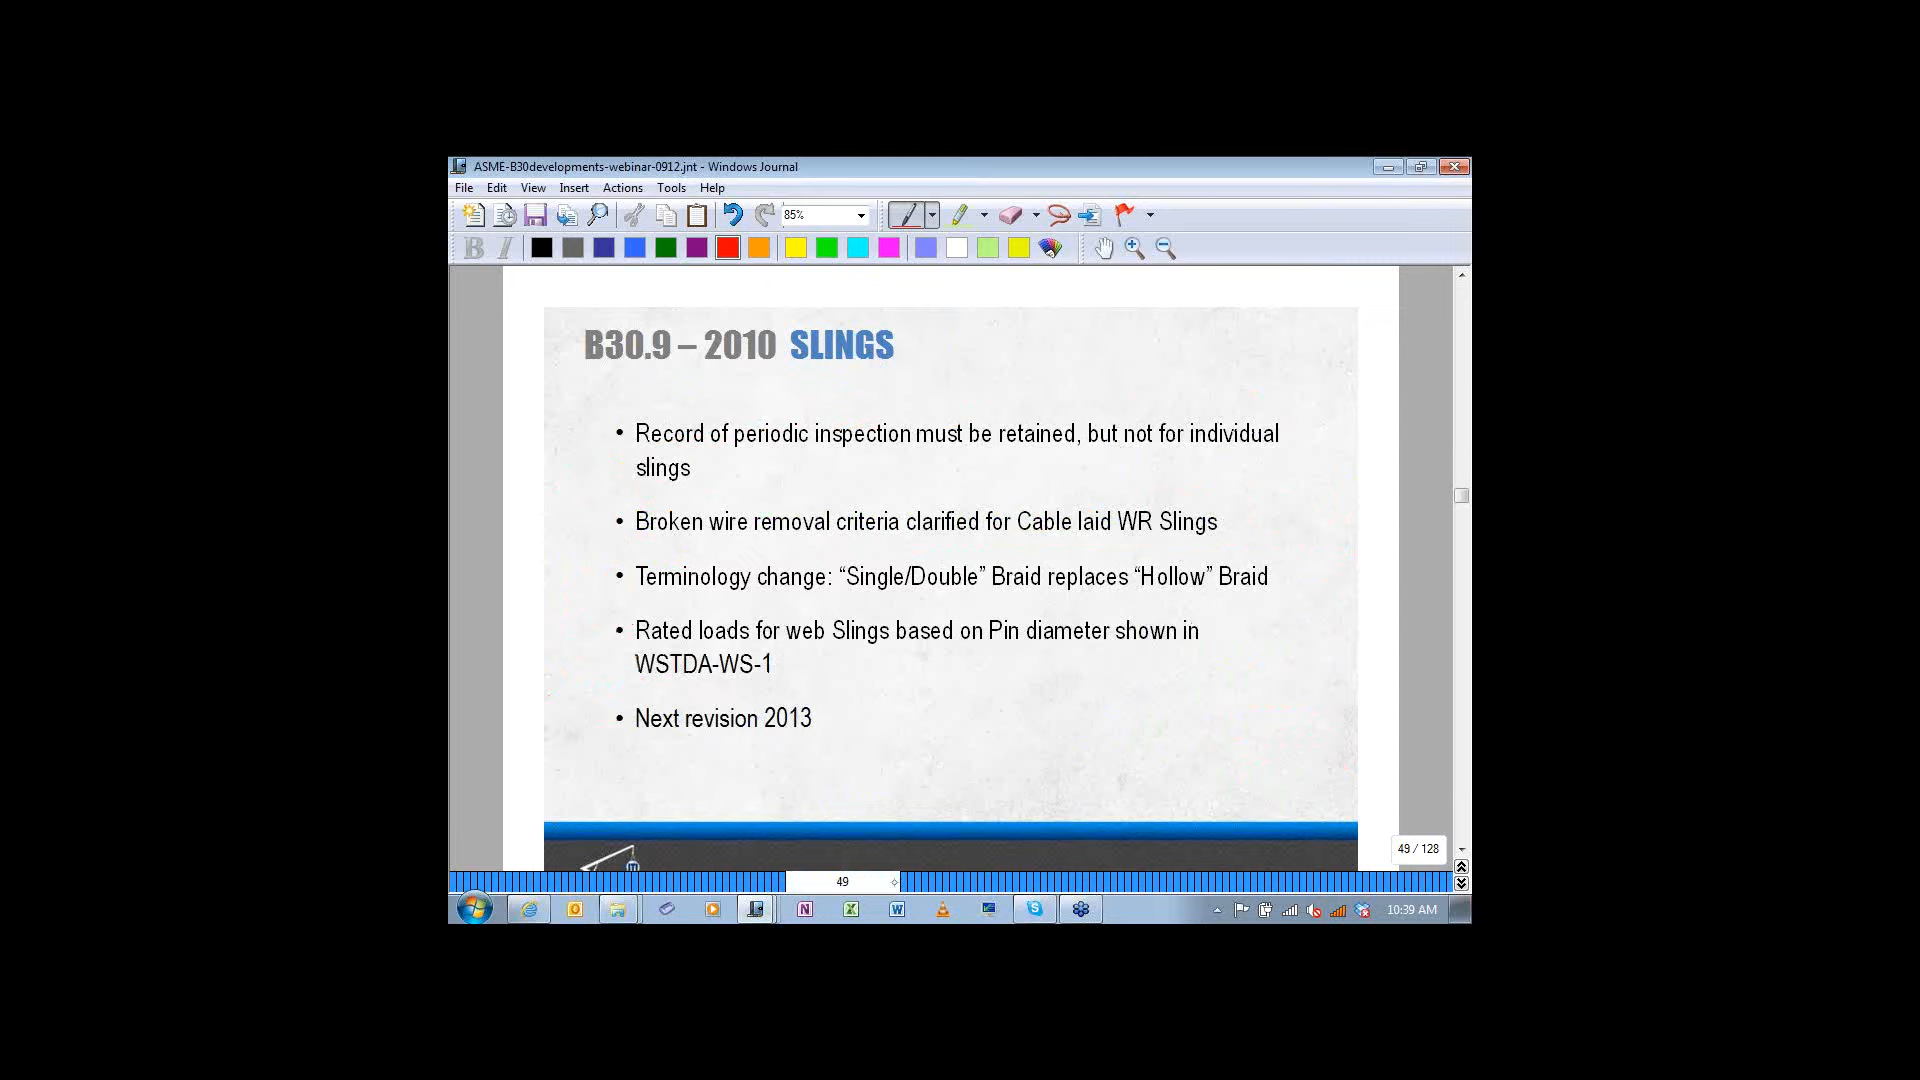 ASME-B30developments-webinar-0912.jnt - Windows Journal
File Edit View Insert Actions Tools Help
85%
B I
B30.9 – 2010 SLINGS
• Record of periodic inspection must be retained, but not for individual
slings
• Broken wire removal criteria clarified for Cable laid WR Slings
• Terminology change: “Single/Double” Braid replaces “Hollow” Braid
• Rated loads for web Slings based on Pin diameter shown in
WSTDA-WS-1
• Next revision 2013
49 / 128
49
10:39 AM